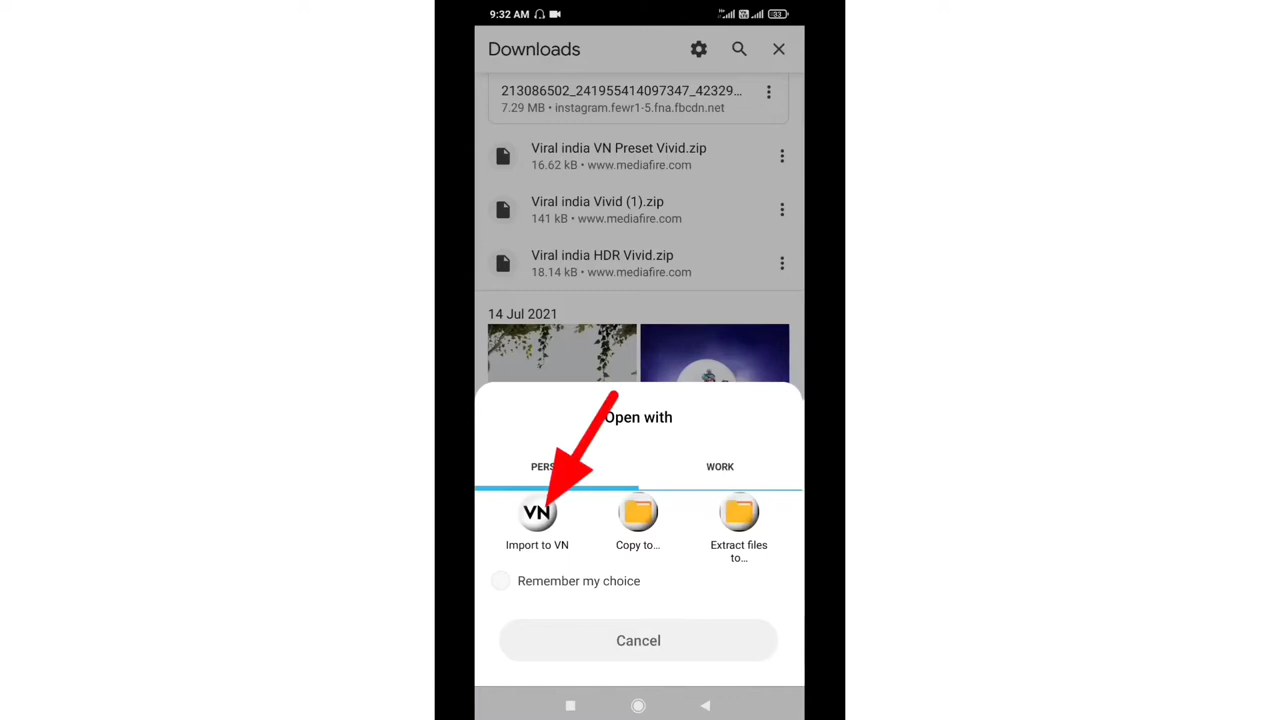 9:32 AM
33
Downloads
213086502_241955414097347_42329...
7.29 MB • instagram.fewr1-5.fna.fbcdn.net
Viral india VN Preset Vivid.zip
16.62 kB • www.mediafire.com
Viral india Vivid (1).zip
141 kB • www.mediafire.com
Viral india HDR Vivid.zip
18.14 kB • www.mediafire.com
14 Jul 2021
Open with
PERS
WORK
VN
Import to VN
Copy to...
Extract files
to...
Remember my choice
Cancel